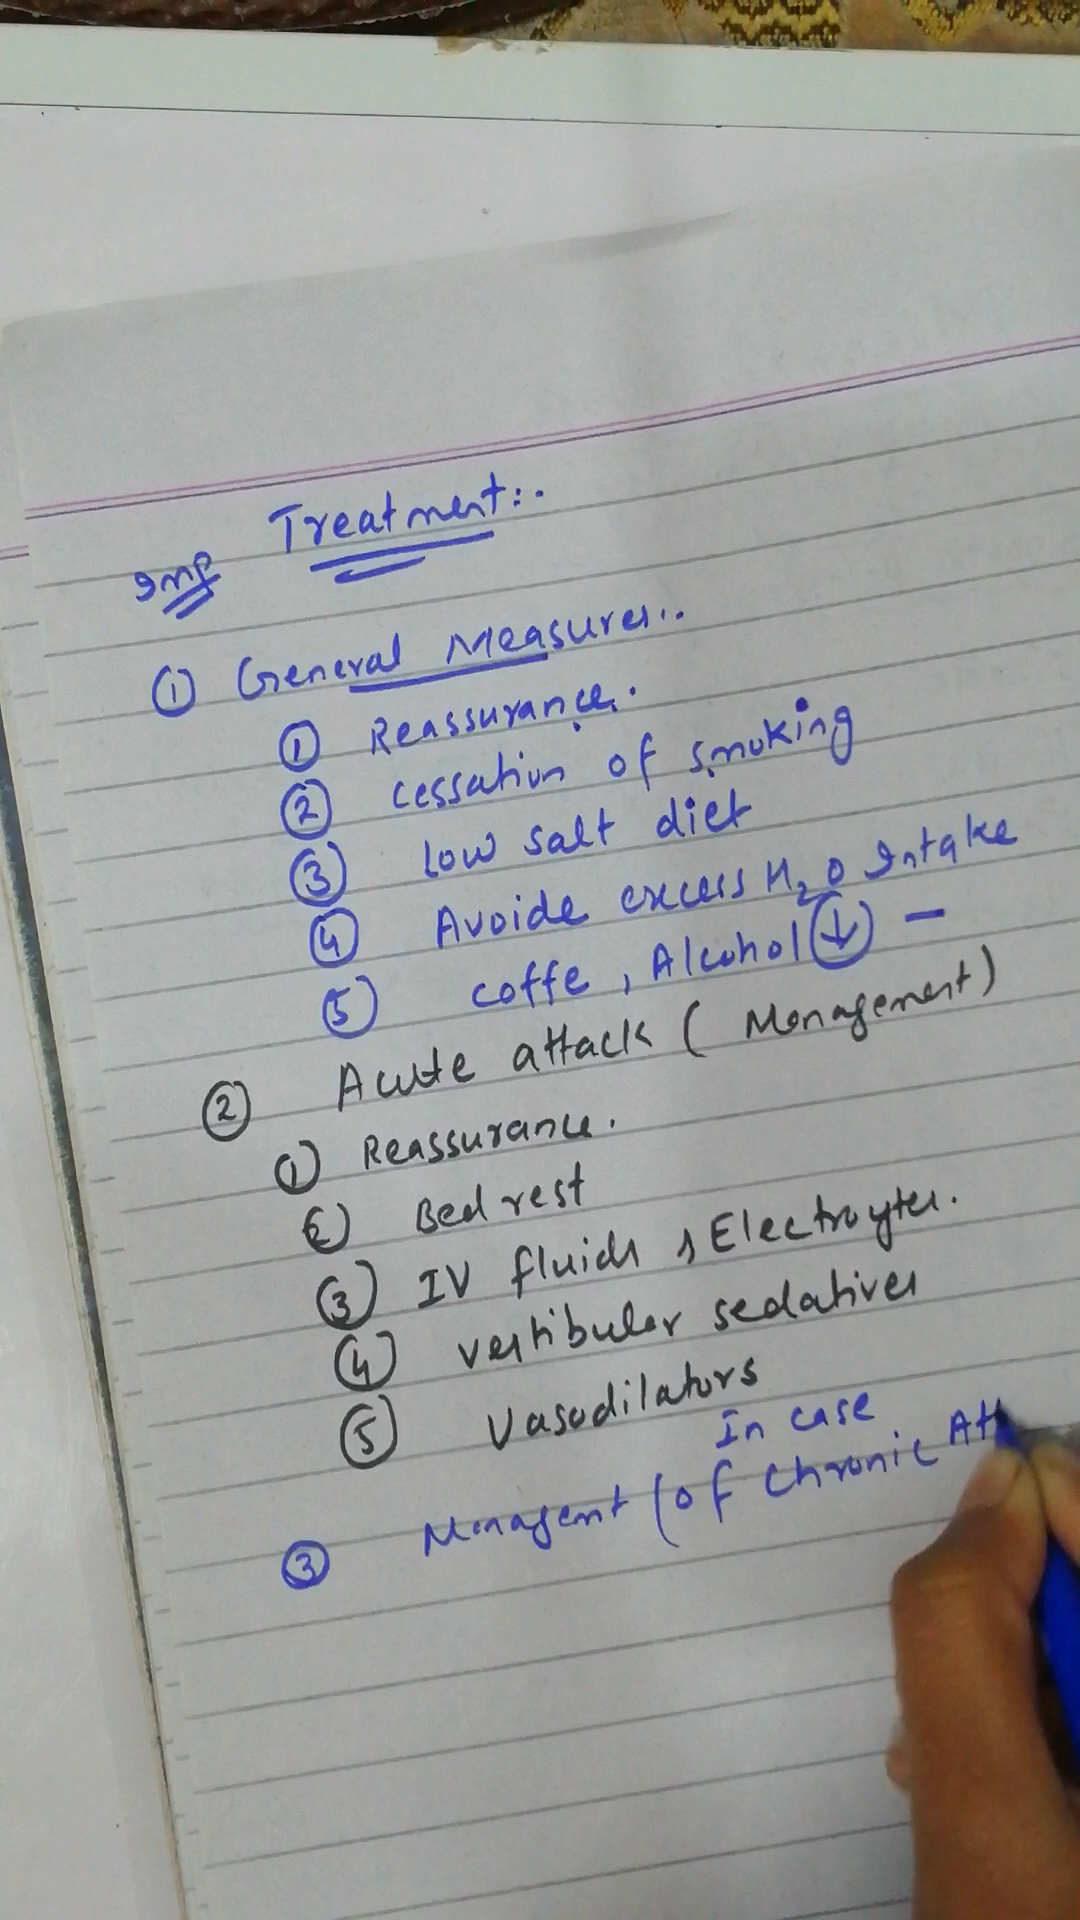 Treatment:.
Imp
① General Measures:.
① Reassurance.
② cessation of smoking
③ Low salt diet
④ Avoide excess H₂O Intake
⑤ coffe, Alcohol ↓ —
② Acute attack ( Management)
① Reassurance.
② Bed rest
③ IV fluids , Electroytes.
④ vestibular sedatives
⑤ Vasodilators
In case
③ Managent (of chronic Att